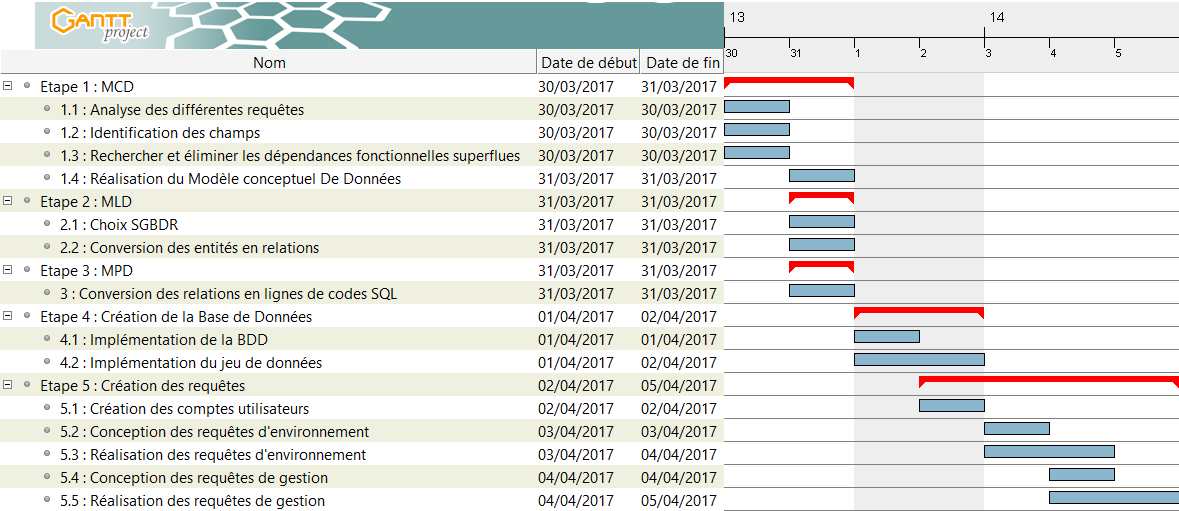 GANTT project
13 14
30 31 1 2 3 4 5
Nom Date de début Date de fin
Etape 1 : MCD 30/03/2017 31/03/2017
1.1 : Analyse des différentes requêtes 30/03/2017 30/03/2017
1.2 : Identification des champs 30/03/2017 30/03/2017
1.3 : Rechercher et éliminer les dépendances fonctionnelles superflues 30/03/2017 30/03/2017
1.4 : Réalisation du Modèle conceptuel De Données 31/03/2017 31/03/2017
Etape 2 : MLD 31/03/2017 31/03/2017
2.1 : Choix SGBDR 31/03/2017 31/03/2017
2.2 : Conversion des entités en relations 31/03/2017 31/03/2017
Etape 3 : MPD 31/03/2017 31/03/2017
3 : Conversion des relations en lignes de codes SQL 31/03/2017 31/03/2017
Etape 4 : Création de la Base de Données 01/04/2017 02/04/2017
4.1 : Implémentation de la BDD 01/04/2017 01/04/2017
4.2 : Implémentation du jeu de données 01/04/2017 02/04/2017
Etape 5 : Création des requêtes 02/04/2017 05/04/2017
5.1 : Création des comptes utilisateurs 02/04/2017 02/04/2017
5.2 : Conception des requêtes d'environnement 03/04/2017 03/04/2017
5.3 : Réalisation des requêtes d'environnement 03/04/2017 04/04/2017
5.4 : Conception des requêtes de gestion 04/04/2017 04/04/2017
5.5 : Réalisation des requêtes de gestion 04/04/2017 05/04/2017